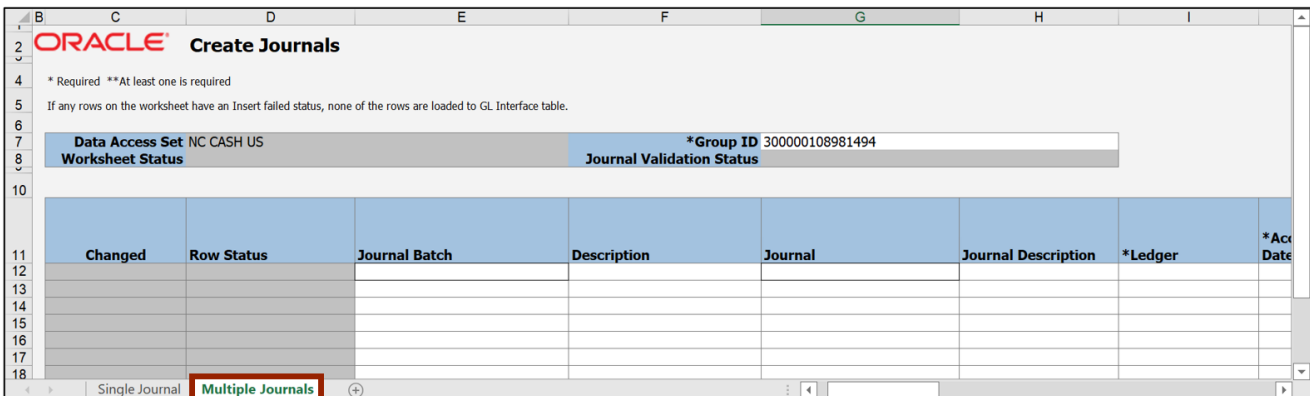 B C D E F G H I
2 ORACLE Create Journals
4 * Required **At least one is required
5 If any rows on the worksheet have an Insert failed status, none of the rows are loaded to GL Interface table.
6
7 Data Access Set NC CASH US *Group ID 300000108981494
8 Worksheet Status Journal Validation Status
10
*Acc
11 Changed Row Status Journal Batch Description Journal Journal Description *Ledger Date
12
13
14
15
16
17
18
Single Journal Multiple Journals